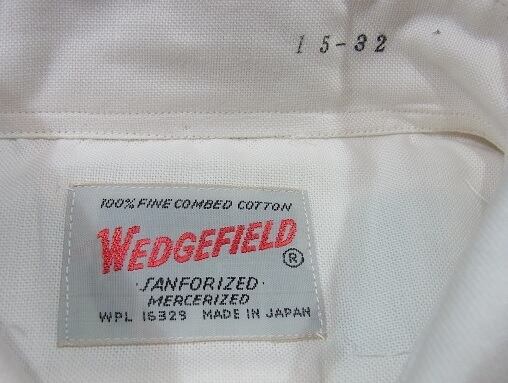 15-32
100% FINE COMBED COTTON
WEDGEFIELD ®
·SANFORIZED·
MERCERIZED
WPL 16329 MADE IN JAPAN